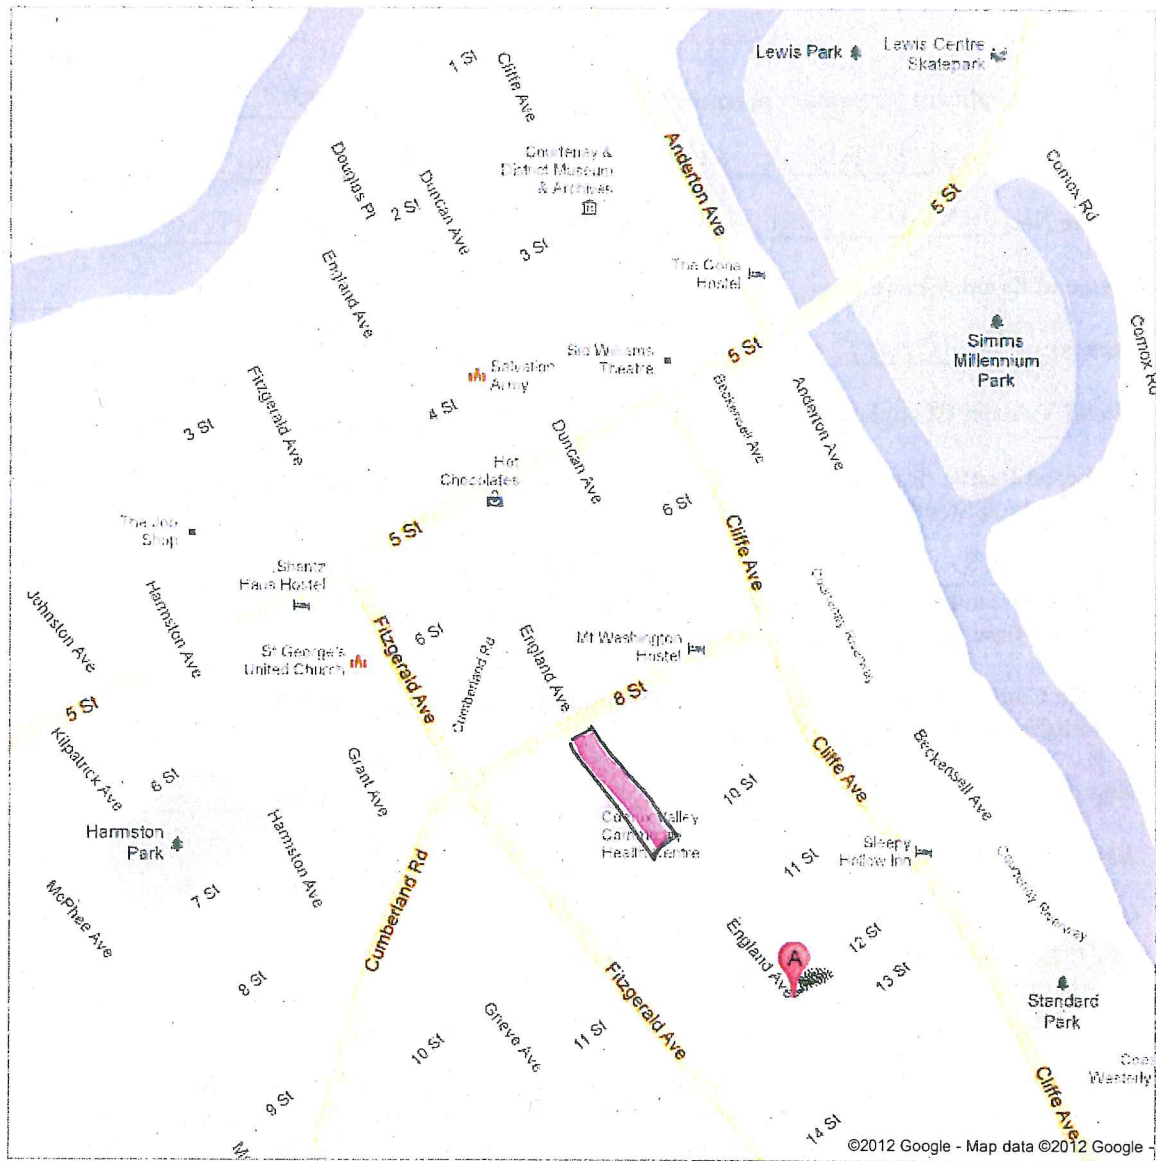 Lewis Park
Lewis Centre
Skatepark
1 St
Cliffe Ave
Anderton Ave
Courtenay &
District Museum
& Archives
Comox Rd
Douglas Pl
Duncan Ave
2 St
5 St
3 St
The Cona
Hostel
England Ave
Comox Rd
Simms
Millennium
Park
Sid Williams
Theatre
5 St
Salvation
Army
Fitzgerald Ave
Beckensell Ave
Anderton Ave
4 St
3 St
Duncan Ave
Hot
Chocolates
6 St
The Job
Shop
5 St
Cliffe Ave
Shantz
Haus Hostel
Johnston Ave
Harmston Ave
Courtenay Riverway
Fitzgerald Ave
6 St
England Ave
Mt Washington
Hostel
St George's
United Church
Cumberland Rd
8 St
5 St
Kilpatrick Ave
Grant Ave
Cliffe Ave
Beckensell Ave
6 St
10 St
Harmston
Park
Harmston Ave
Comox Valley
Community
Health Centre
Sleepy
Hollow Inn
11 St
7 St
Cumberland Rd
McPhee Ave
Courtenay Riverway
England Ave
12 St
A
13 St
8 St
Fitzgerald Ave
Standard
Park
Grieve Ave
11 St
10 St
Westerly
Cliffe Ave
9 St
14 St
©2012 Google - Map data ©2012 Google -